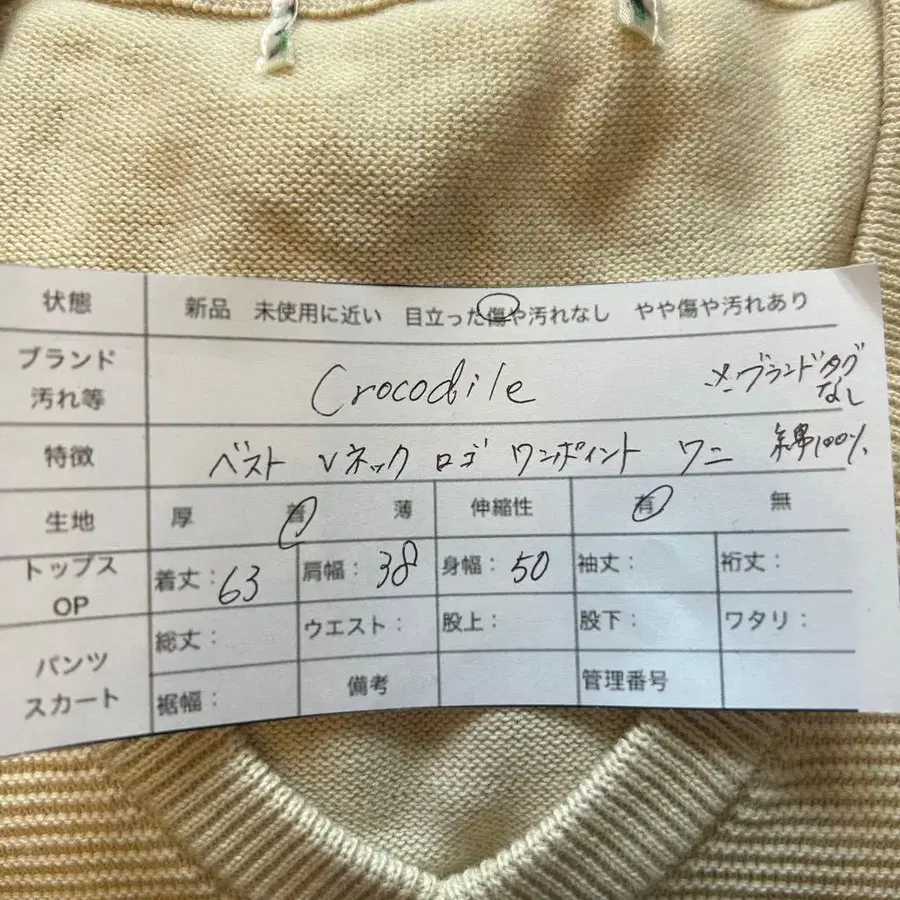 状態 新品 未使用に近い 目立った傷や汚れなし やや傷や汚れあり
ブランド
汚れ等 Crocodile ※ブランドタグ
なし
特徴 ベスト Vネック ロゴ ワンポイント ワニ 綿100%
生地 厚 普 薄 伸縮性 有 無
トップス
OP 着丈: 63 肩幅: 38 身幅: 50 袖丈: 裄丈:
パンツ
スカート 総丈: ウエスト: 股上: 股下: ワタリ:
裾幅: 備考 管理番号